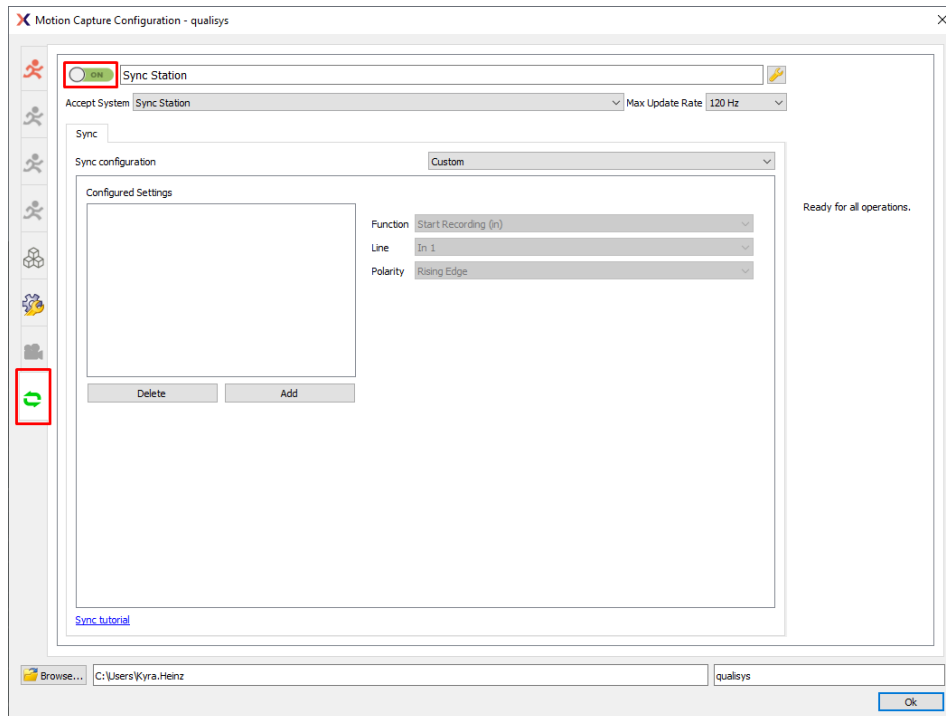 Motion Capture Configuration - qualisys
ON Sync Station
Accept System Sync Station Max Update Rate 120 Hz
Sync
Sync configuration Custom
Configured Settings
Ready for all operations.
Function Start Recording (in)
Line In 1
Polarity Rising Edge
Delete Add
Sync tutorial
Browse... C:\Users\Kyra.Heinz qualisys
Ok